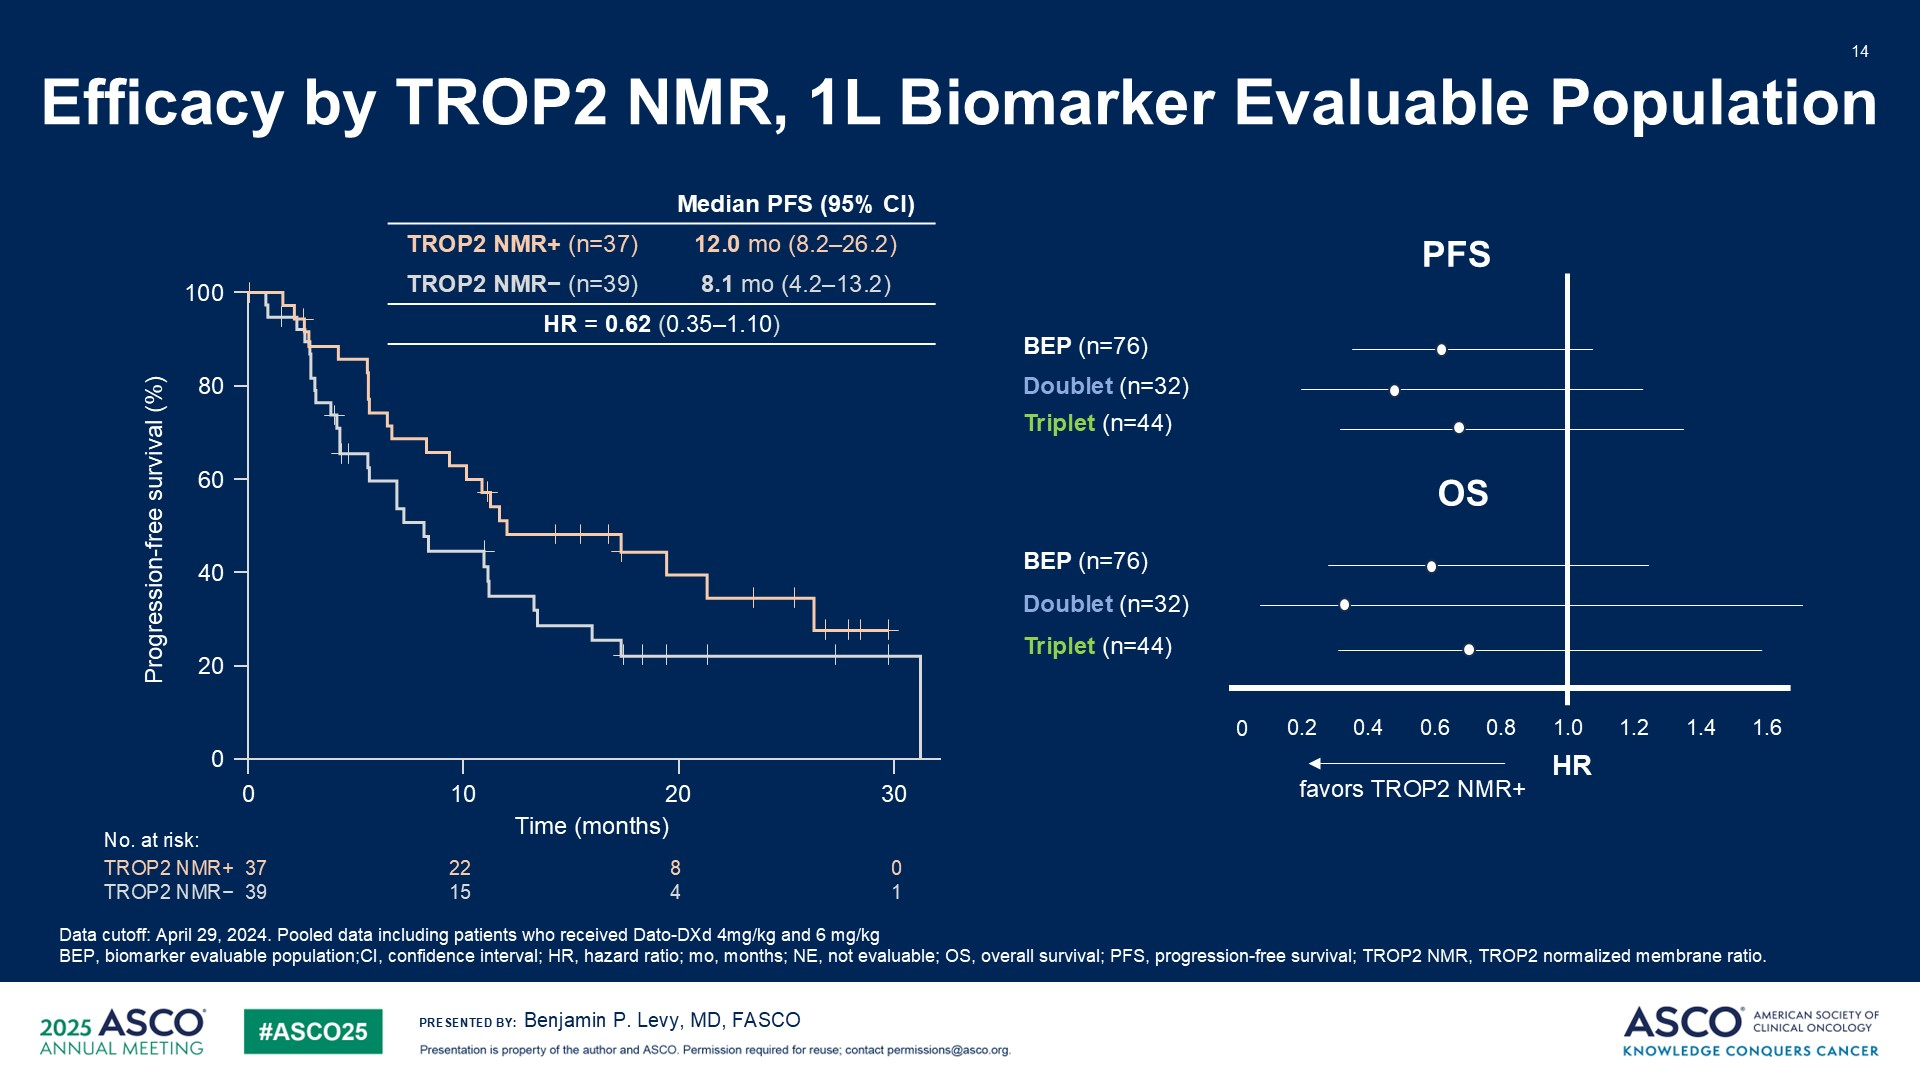 14
Efficacy by TROP2 NMR, 1L Biomarker Evaluable Population
Median PFS (95% CI)
TROP2 NMR+ (n=37) 12.0 mo (8.2–26.2)
TROP2 NMR− (n=39) 8.1 mo (4.2–13.2)
HR = 0.62 (0.35–1.10)
Progression-free survival (%)
100
80
60
40
20
0
0 10 20 30
Time (months)
No. at risk:
TROP2 NMR+ 37 22 8 0
TROP2 NMR− 39 15 4 1
PFS
BEP (n=76)
Doublet (n=32)
Triplet (n=44)
OS
BEP (n=76)
Doublet (n=32)
Triplet (n=44)
0 0.2 0.4 0.6 0.8 1.0 1.2 1.4 1.6
HR
favors TROP2 NMR+
Data cutoff: April 29, 2024. Pooled data including patients who received Dato-DXd 4mg/kg and 6 mg/kg
BEP, biomarker evaluable population;CI, confidence interval; HR, hazard ratio; mo, months; NE, not evaluable; OS, overall survival; PFS, progression-free survival; TROP2 NMR, TROP2 normalized membrane ratio.
2025 ASCO
ANNUAL MEETING
#ASCO25
PRESENTED BY: Benjamin P. Levy, MD, FASCO
Presentation is property of the author and ASCO. Permission required for reuse; contact permissions@asco.org.
ASCO AMERICAN SOCIETY OF
CLINICAL ONCOLOGY
KNOWLEDGE CONQUERS CANCER